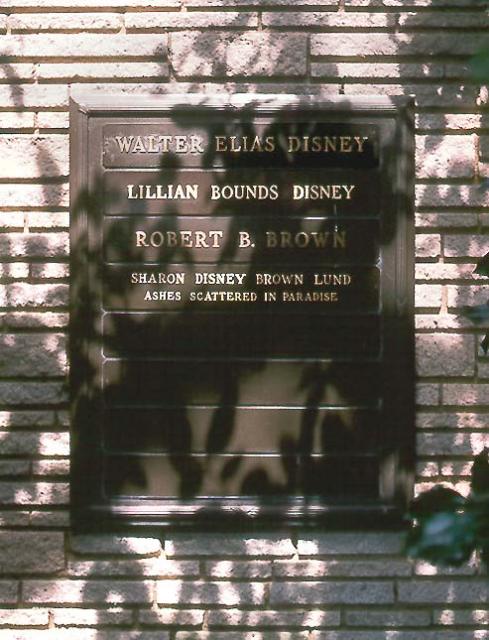 WALTER ELIAS DISNEY
LILLIAN BOUNDS DISNEY
ROBERT B. BROWN
SHARON DISNEY BROWN LUND
ASHES SCATTERED IN PARADISE